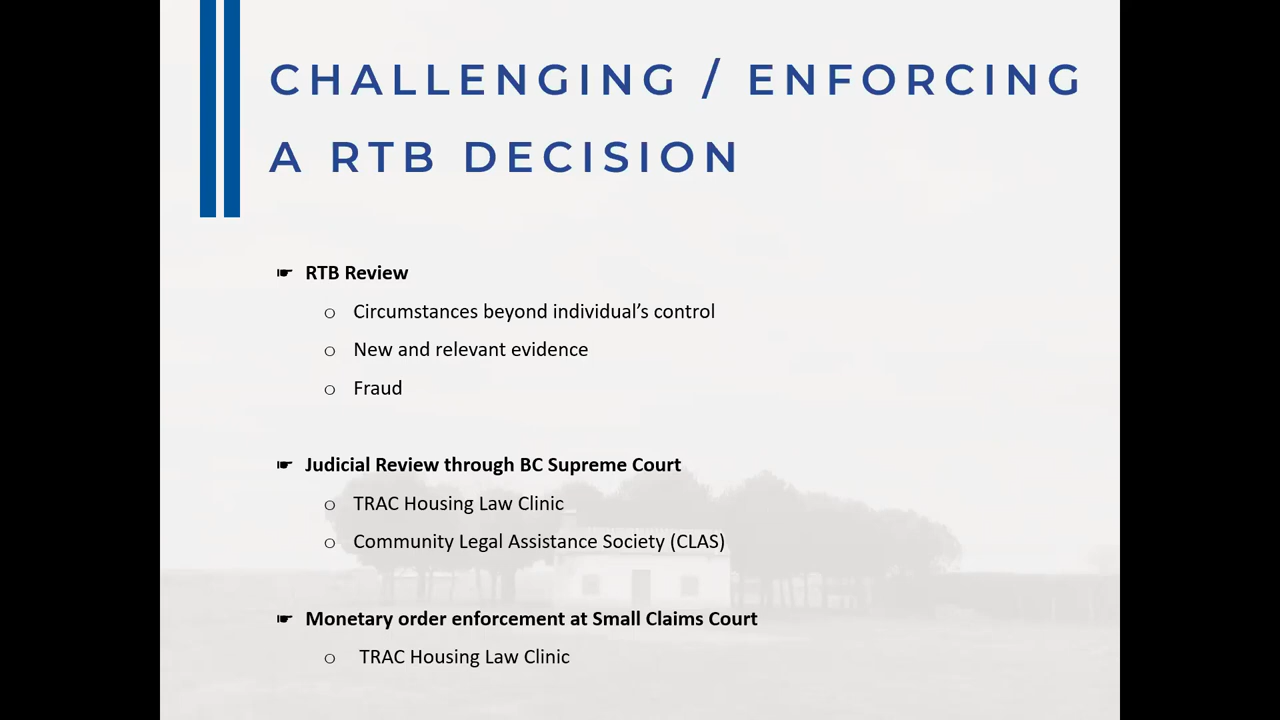 CHALLENGING / ENFORCING
A RTB DECISION
☛ RTB Review
o Circumstances beyond individual’s control
o New and relevant evidence
o Fraud
☛ Judicial Review through BC Supreme Court
o TRAC Housing Law Clinic
o Community Legal Assistance Society (CLAS)
☛ Monetary order enforcement at Small Claims Court
o TRAC Housing Law Clinic